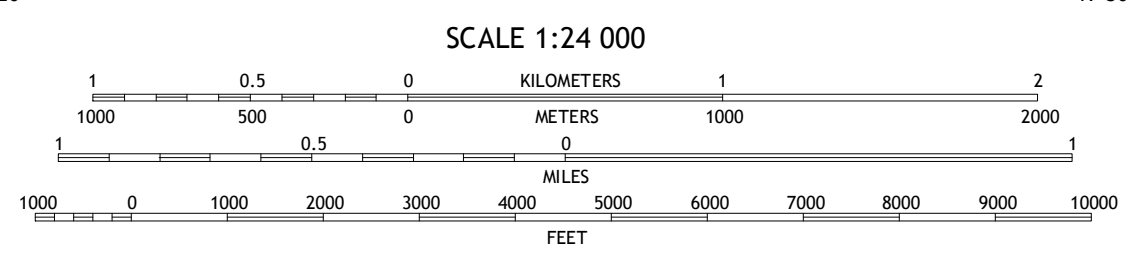 SCALE 1:24 000
1 0.5 0 KILOMETERS 1 2
1000 500 0 METERS 1000 2000
1 0.5 0 1
MILES
1000 0 1000 2000 3000 4000 5000 6000 7000 8000 9000 10000
FEET